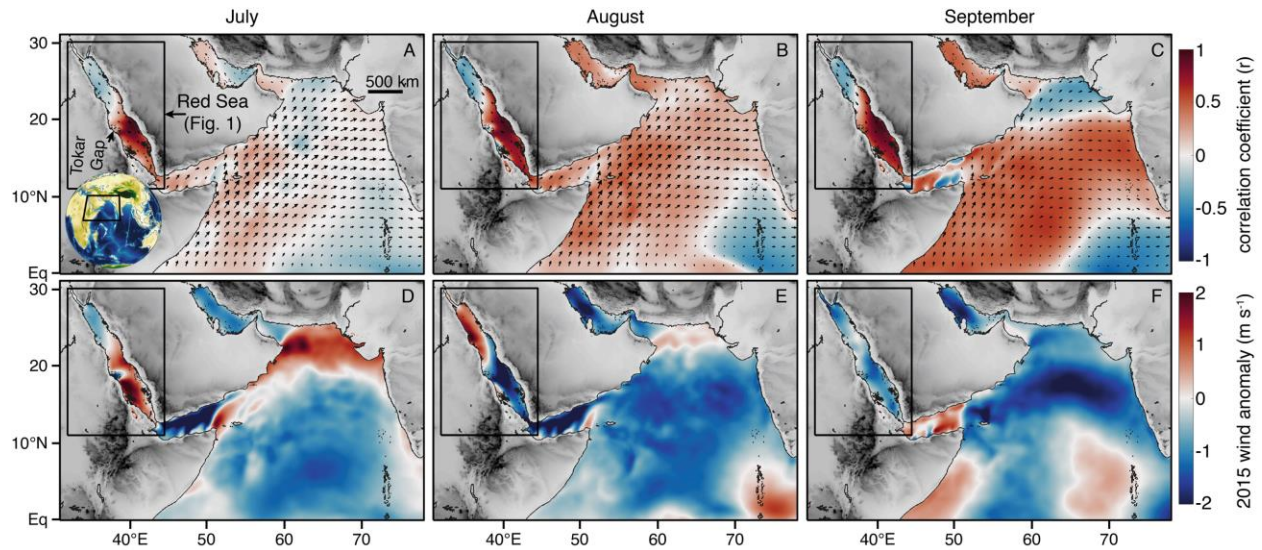 July August September
31 A B C
500 km
Red Sea
(Fig. 1)
20
Tokar
Gap
10°N
Eq
1
0.5
0
-0.5
-1
correlation coefficient (r)
30 D E F
20
10°N
Eq
40°E 50 60 70 40°E 50 60 70 40°E 50 60 70
2
1
0
-1
-2
2015 wind anomaly (m s⁻¹)